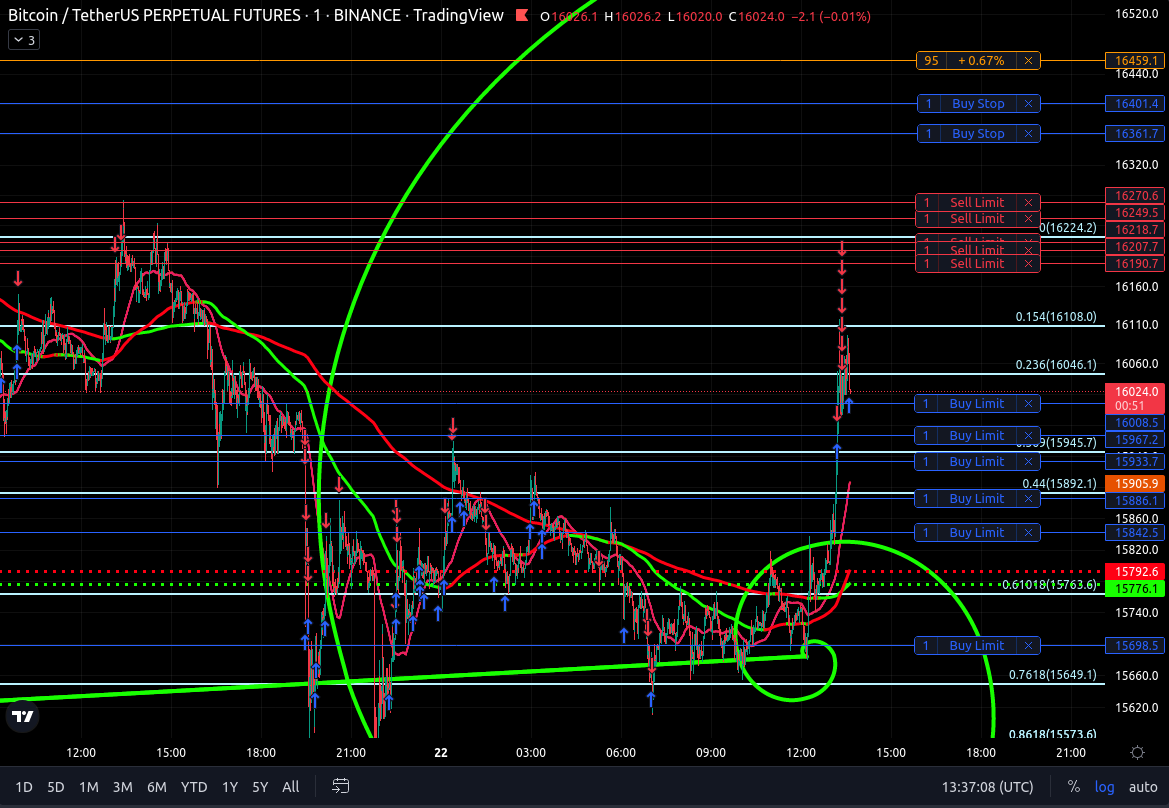 Bitcoin / TetherUS PERPETUAL FUTURES · 1 · BINANCE · TradingView O16026.1 H16026.2 L16020.0 C16024.0 −2.1 (−0.01%)
3
16520.0
95 + 0.67% × 16459.1
16440.0
1 Buy Stop × 16401.4
1 Buy Stop × 16361.7
16320.0
16270.6
1 Sell Limit ×
16249.5
1 Sell Limit ×
0(16224.2) 16218.7
1 Sell Limit × 16207.7
1 Sell Limit ×
1 Sell Limit × 16190.7
16160.0
0.154(16108.0) 16110.0
0.236(16046.1) 16060.0
16024.0
00:51
1 Buy Limit × 16008.5
1 Buy Limit × 15967.2
(15945.7)
1 Buy Limit × 15933.7
0.44(15892.1) 15905.9
1 Buy Limit × 15886.1
15860.0
1 Buy Limit × 15842.5
15820.0
15792.6
0.61018(15763.6) 15776.1
15740.0
1 Buy Limit × 15698.5
0.7618(15649.1) 15660.0
15620.0
0.8618(15573.6)
12:00 15:00 18:00 21:00 22 03:00 06:00 09:00 12:00 15:00 18:00 21:00
1D 5D 1M 3M 6M YTD 1Y 5Y All 13:37:08 (UTC) % log auto